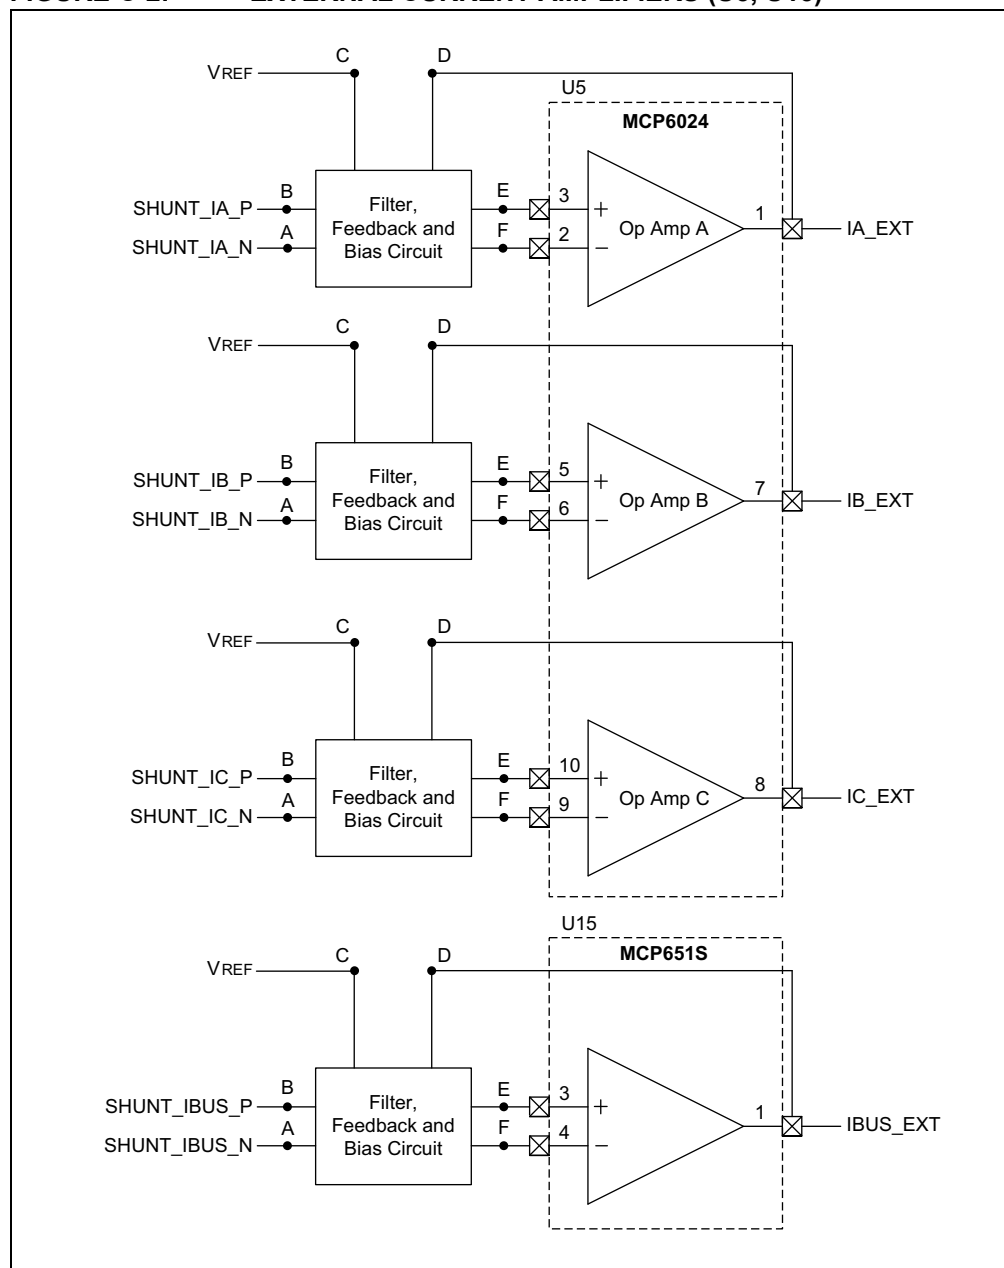 C D
VREF
U5
MCP6024
B
SHUNT_IA_P
A
SHUNT_IA_N
Filter,
Feedback and
Bias Circuit
E
F
3
2
+
−
Op Amp A
1
IA_EXT
C D
VREF
B
SHUNT_IB_P
A
SHUNT_IB_N
Filter,
Feedback and
Bias Circuit
E
F
5
6
+
−
Op Amp B
7
IB_EXT
C D
VREF
B
SHUNT_IC_P
A
SHUNT_IC_N
Filter,
Feedback and
Bias Circuit
E
F
10
9
+
−
Op Amp C
8
IC_EXT
U15
MCP651S
C D
VREF
B
SHUNT_IBUS_P
A
SHUNT_IBUS_N
Filter,
Feedback and
Bias Circuit
E
F
3
4
+
−
1
IBUS_EXT